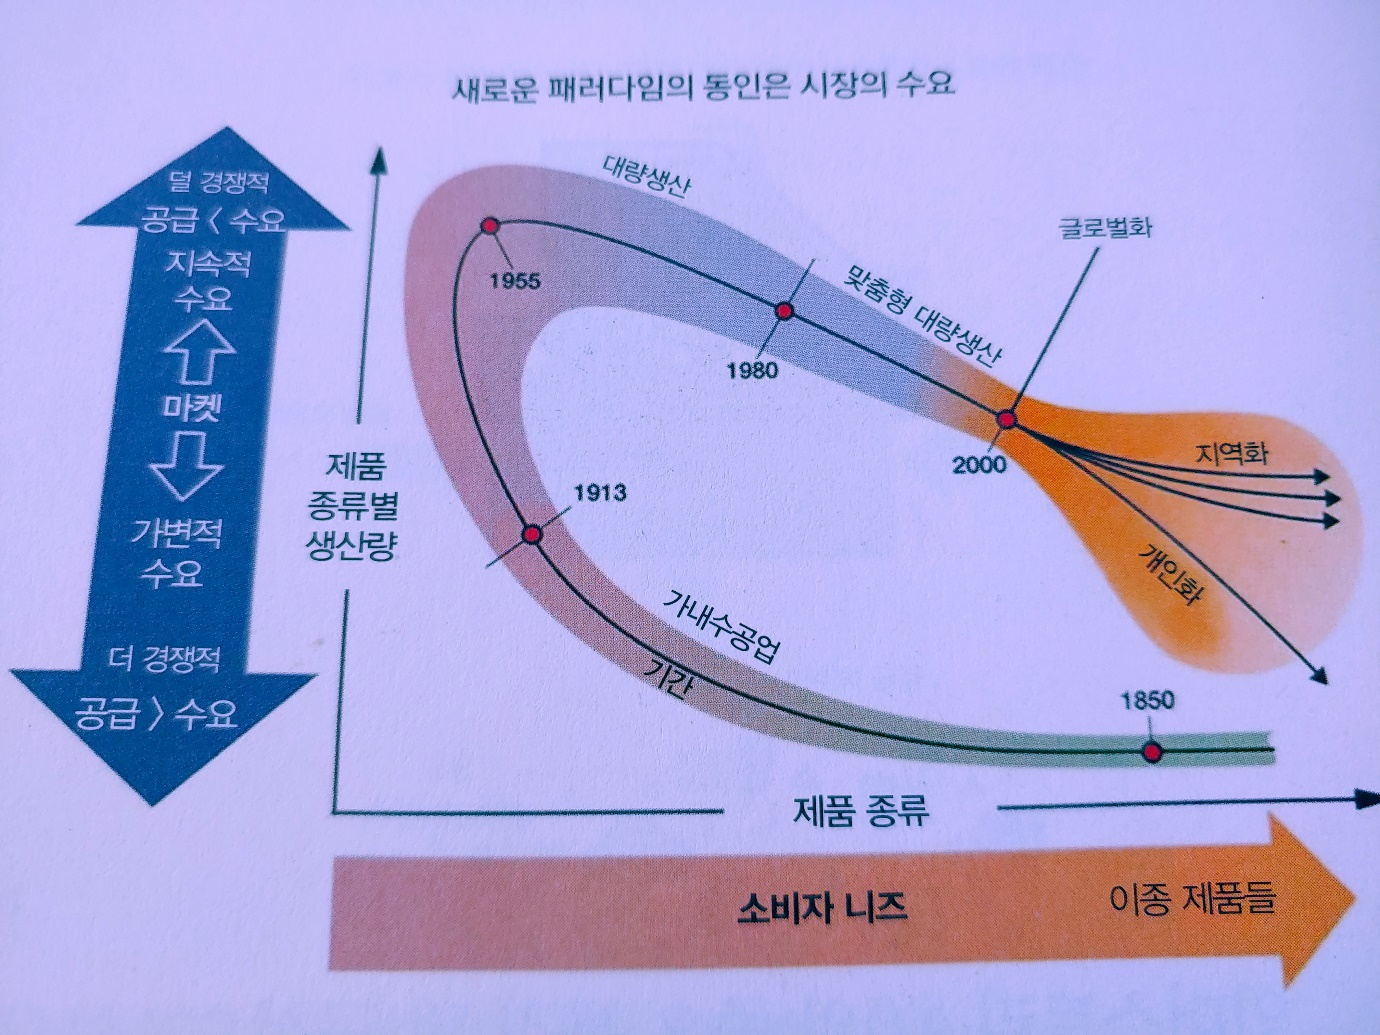 새로운 패러다임의 동인은 시장의 수요
덜 경쟁적
공급 < 수요
지속적
수요
마켓
가변적
수요
더 경쟁적
공급 > 수요
제품
종류별
생산량
대량생산
1955
1980
맞춤형 대량생산
글로벌화
2000
지역화
개인화
1913
가내수공업
기간
1850
제품 종류
소비자 니즈
이종 제품들